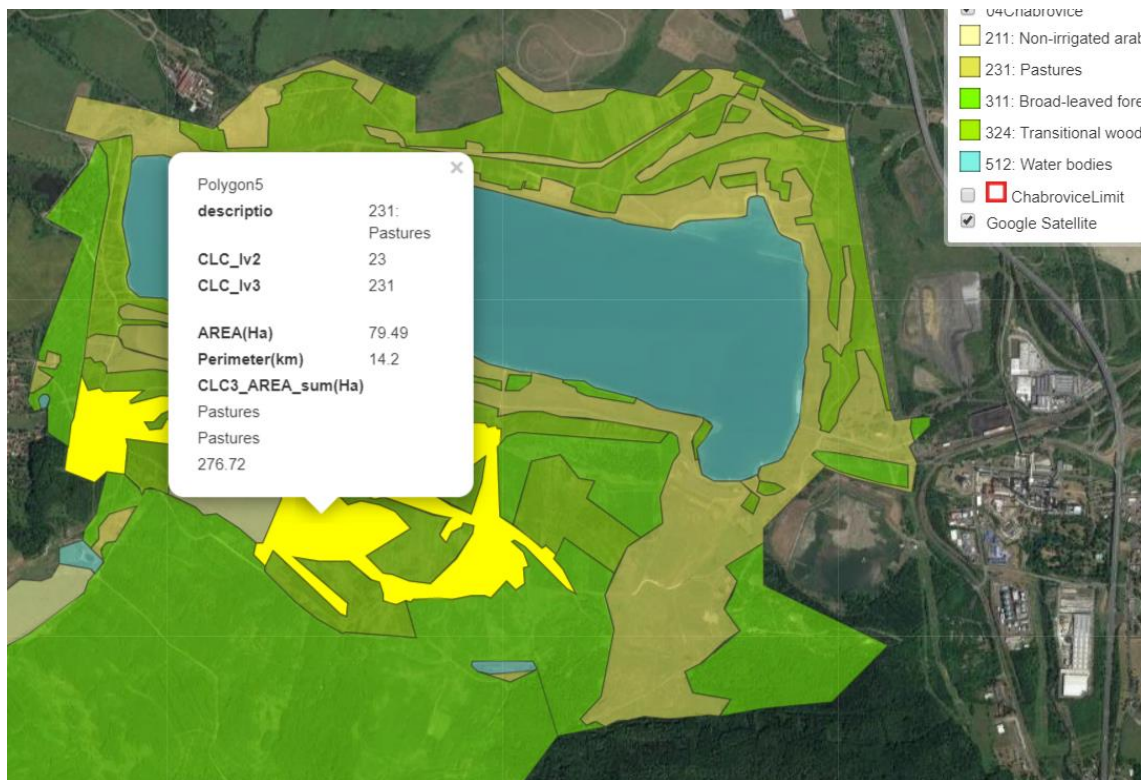 04Chabrovice
211: Non-irrigated arab
231: Pastures
311: Broad-leaved fore
324: Transitional wood
512: Water bodies
ChabroviceLimit
Google Satellite
×
Polygon5
descriptio 231:
Pastures
CLC_lv2 23
CLC_lv3 231
AREA(Ha) 79.49
Perimeter(km) 14.2
CLC3_AREA_sum(Ha)
Pastures
Pastures
276.72